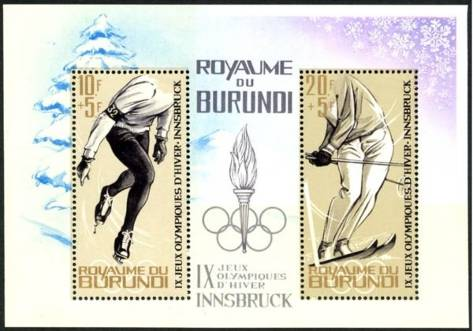 ROYAUME
DU
BURUNDI
10F
+5F
IX JEUX OLYMPIQUES D'HIVER - INNSBRUCK
ROYAUME DU
BURUNDI
IX JEUX
OLYMPIQUES
D'HIVER
INNSBRUCK
20F
+5F
IX JEUX OLYMPIQUES D'HIVER - INNSBRUCK
ROYAUME DU
BURUNDI